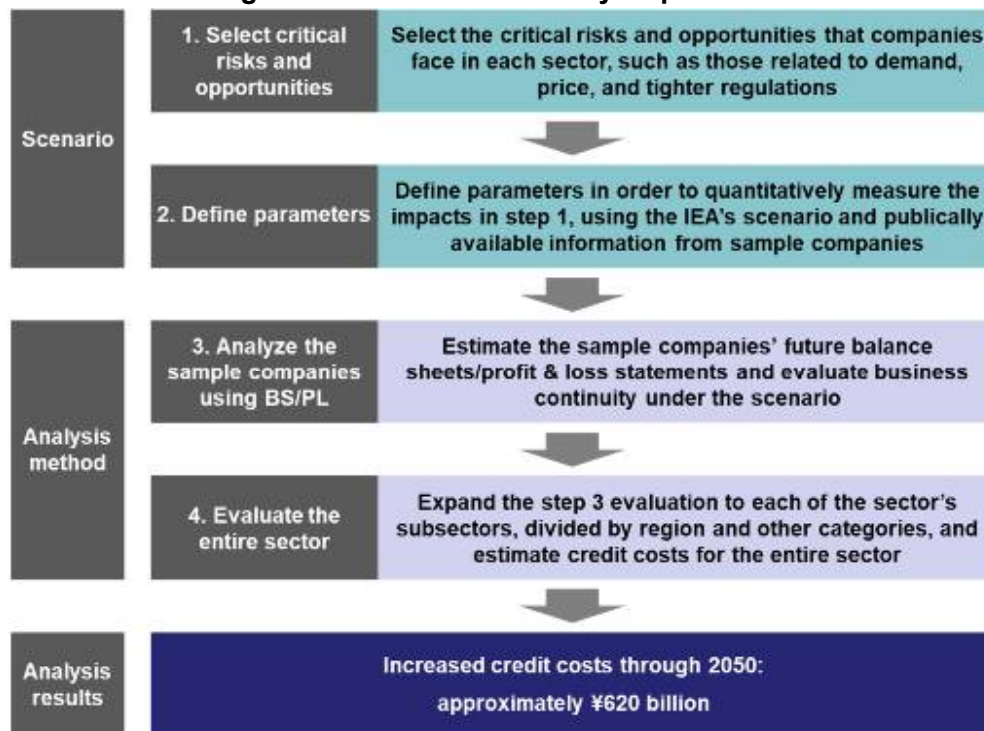 Scenario
1. Select critical
risks and
opportunities
Select the critical risks and opportunities that companies
face in each sector, such as those related to demand,
price, and tighter regulations
2. Define parameters
Define parameters in order to quantitatively measure the
impacts in step 1, using the IEA's scenario and publically
available information from sample companies
Analysis
method
3. Analyze the
sample companies
using BS/PL
Estimate the sample companies' future balance
sheets/profit & loss statements and evaluate business
continuity under the scenario
4. Evaluate the
entire sector
Expand the step 3 evaluation to each of the sector's
subsectors, divided by region and other categories, and
estimate credit costs for the entire sector
Analysis
results
Increased credit costs through 2050:
approximately ¥620 billion